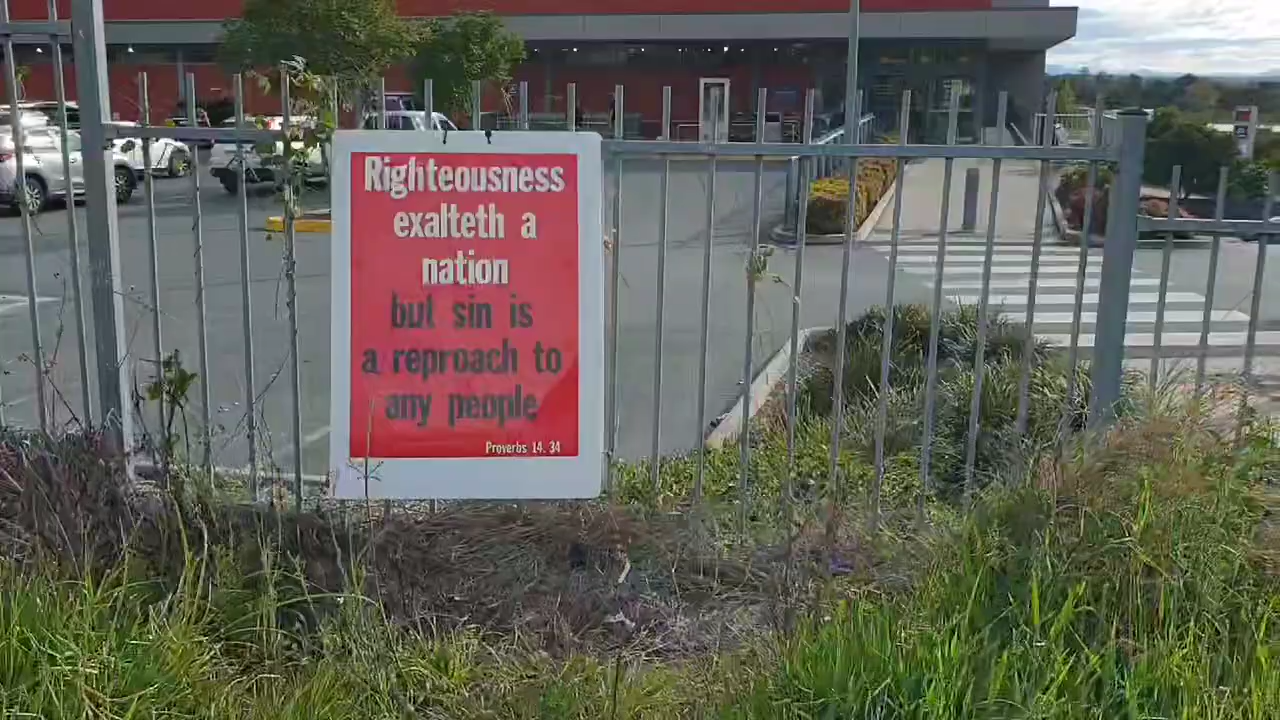 Righteousness
exalteth a
nation
but sin is
a reproach to
any people
Proverbs 14. 34